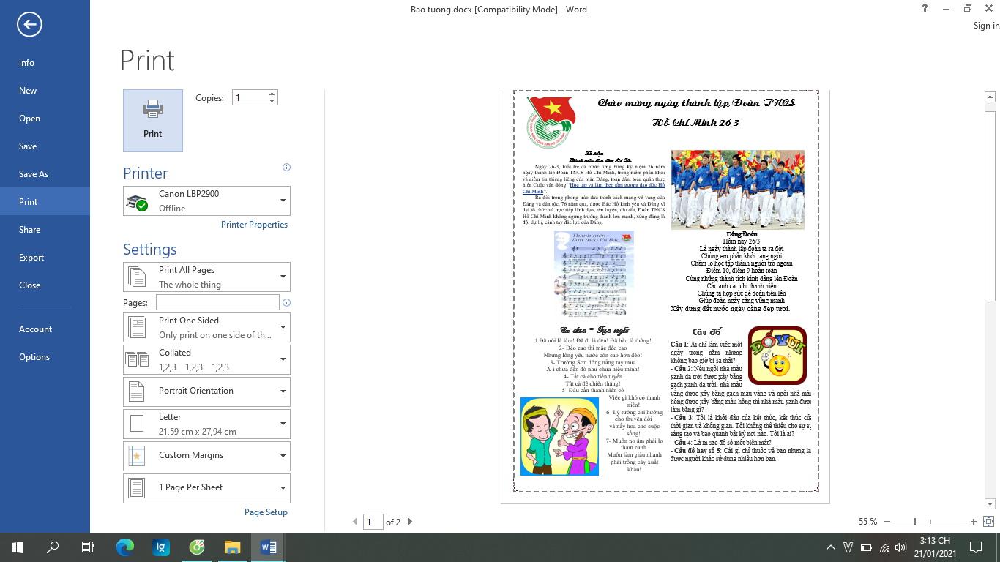 Bao tuong.docx [Compatibility Mode] - Word
Sign in
Info
New
Open
Save
Save As
Print
Share
Export
Close
Account
Options
Print
Print
Copies: 1
Printer
Canon LBP2900
Offline
Printer Properties
Settings
Print All Pages
The whole thing
Pages:
Print One Sided
Only print on one side of th...
Collated
1,2,3 1,2,3 1,2,3
Portrait Orientation
Letter
21,59 cm x 27,94 cm
Custom Margins
1 Page Per Sheet
Page Setup
Chào mừng ngày thành lập Đoàn TNCS
Hồ Chí Minh 26-3
Ngày 26-3, tuổi trẻ cả nước tưng bừng kỷ niệm 76 năm
ngày thành lập Đoàn TNCS Hồ Chí Minh, trong niềm phấn khởi
và niềm tin thiêng liêng của toàn Đảng, toàn dân, toàn quân thực
hiện Cuộc vận động "Học tập và làm theo tấm gương đạo đức Hồ
Chí Minh".
Ra đời trong phong trào đấu tranh cách mạng vẻ vang của
Đảng và dân tộc, 76 năm qua, được Bác Hồ kính yêu và Đảng vĩ
đại tổ chức và trực tiếp lãnh đạo, rèn luyện, dìu dắt, Đoàn TNCS
Hồ Chí Minh không ngừng trưởng thành lớn mạnh, xứng đáng là
đội dự bị, cánh tay đắc lực của Đảng.
Thanh niên
làm theo lời Bác
Ca dao - Tục ngữ
1.Đã nói là làm! Đã đi là đến! Đã bàn là thông!
2- Đèo cao thì mặc đèo cao
Nhưng lòng yêu nước còn cao hơn đèo!
3- Trường Sơn đông nắng tây mưa
A i chưa đến đó như chưa hiểu mình!
4- Tất cả cho tiền tuyến
Tất cả để chiến thắng!
5- Đâu cần thanh niên có
Việc gì khó có thanh
niên!
6- Lý tưởng chỉ hướng
cho thuyền đời
và nẩy hoa cho cuộc
sống!
7- Muốn no ấm phải lo
thâm canh
Muốn làm giàu nhanh
phải trồng cây xuất
khẩu!
Dâng Đoàn
Hôm nay 26/3
Là ngày thành lập đoàn ta ra đời
Chúng em phấn khởi rạng ngời
Chăm lo học tập thành người trò ngoan
Điểm 10, điểm 9 hoàn toàn
Cùng những thành tích kính dâng lên Đoàn
Các anh các chị thanh niên
Chúng ta hợp sức để đoàn tiến lên
Giúp đoàn ngày càng vững mạnh
Xây dựng đất nước ngày càng đẹp tươi.
Câu đố
ĐỐ VUI
Câu 1: Ai chỉ làm việc một
ngày trong năm nhưng
không bao giờ bị sa thải?
- Câu 2: Nếu ngôi nhà màu
xanh da trời được xây bằng
gạch xanh da trời, nhà màu
vàng được xây bằng gạch màu vàng và ngôi nhà màu
hồng được xây bằng màu hồng thì nhà màu xanh được
làm bằng gì?
- Câu 3: Tôi là khởi đầu của kết thúc, kết thúc của
thời gian và không gian. Tôi không thể thiếu cho sự
sáng tạo và bao quanh bất kỳ nơi nào. Tôi là ai?
- Câu 4: Là m sao để số một biến mất?
- Câu đố hay số 5: Cái gì chỉ thuộc về bạn nhưng lạ
được người khác sử dụng nhiều hơn bạn.
1 of 2
55 %
3:13 CH
21/01/2021